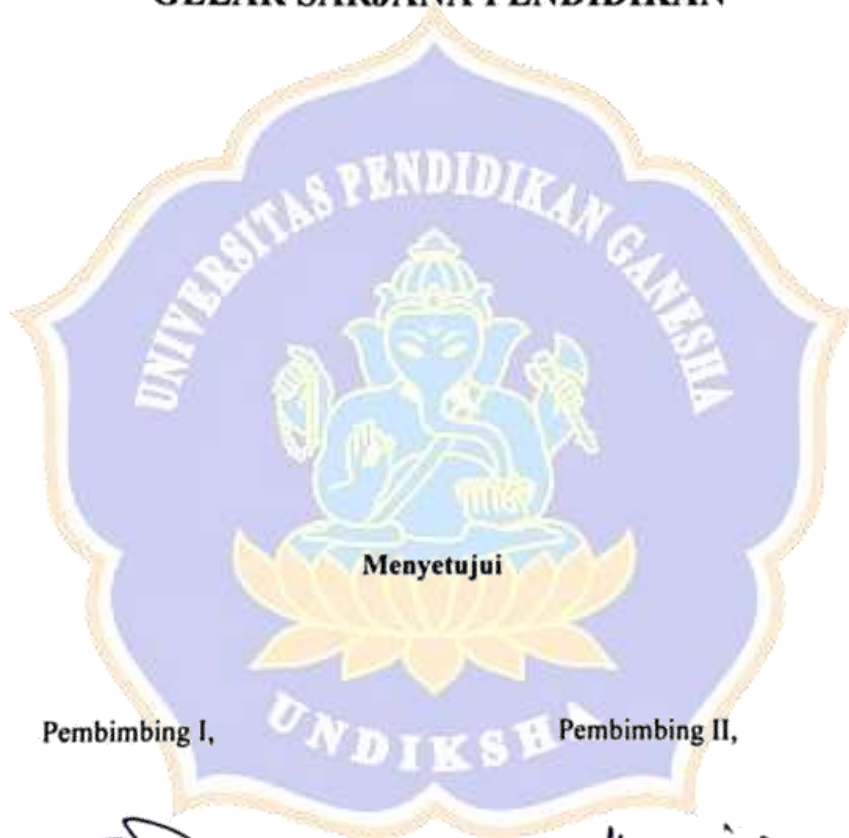 GELAR SARJANA PENDIDIKAN
UNIVERSITAS PENDIDIKAN GANESHA
Menyetujui
UNDIKSHA
Pembimbing I,
Pembimbing II,